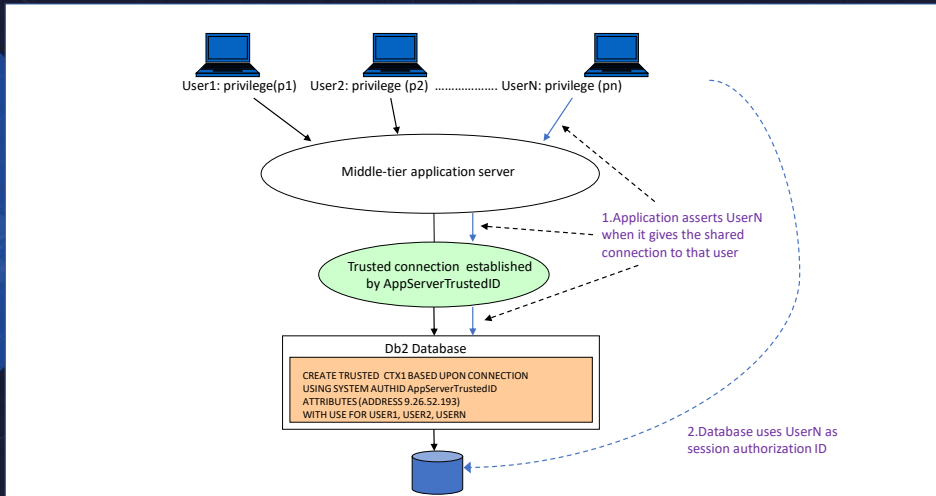 User1: privilege(p1) User2: privilege (p2) ................... UserN: privilege (pn)
Middle-tier application server
1.Application asserts UserN
when it gives the shared
connection to that user
Trusted connection established
by AppServerTrustedID
Db2 Database
CREATE TRUSTED CTX1 BASED UPON CONNECTION
USING SYSTEM AUTHID AppServerTrustedID
ATTRIBUTES (ADDRESS 9.26.52.193)
WITH USE FOR USER1, USER2, USERN
2.Database uses UserN as
session authorization ID